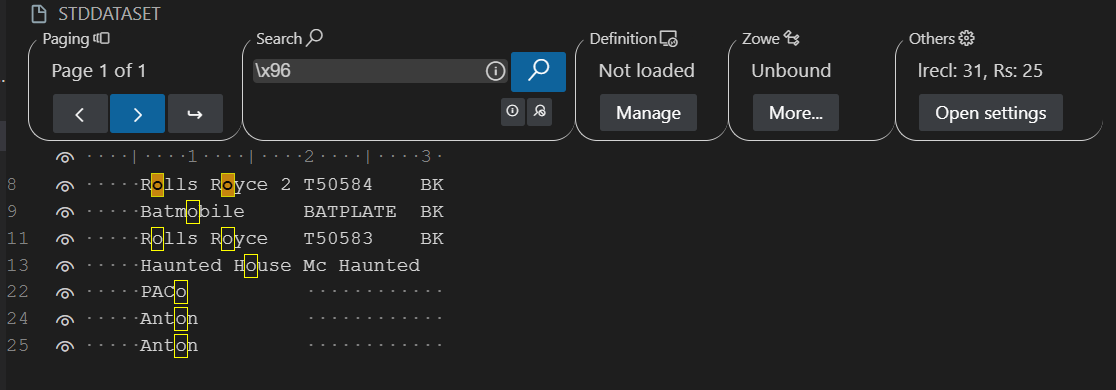 STDDATASET
Paging Search Definition Zowe Others
Page 1 of 1 \x96 Not loaded Unbound lrecl: 31, Rs: 25
Manage More... Open settings
····|····1····|····2····|····3·
8 ·····Rolls Royce 2 T50584 BK
9 ·····Batmobile BATPLATE BK
11 ·····Rolls Royce T50583 BK
13 ·····Haunted House Mc Haunted
22 ·····PACo ············
24 ·····Anton ············
25 ·····Anton ············